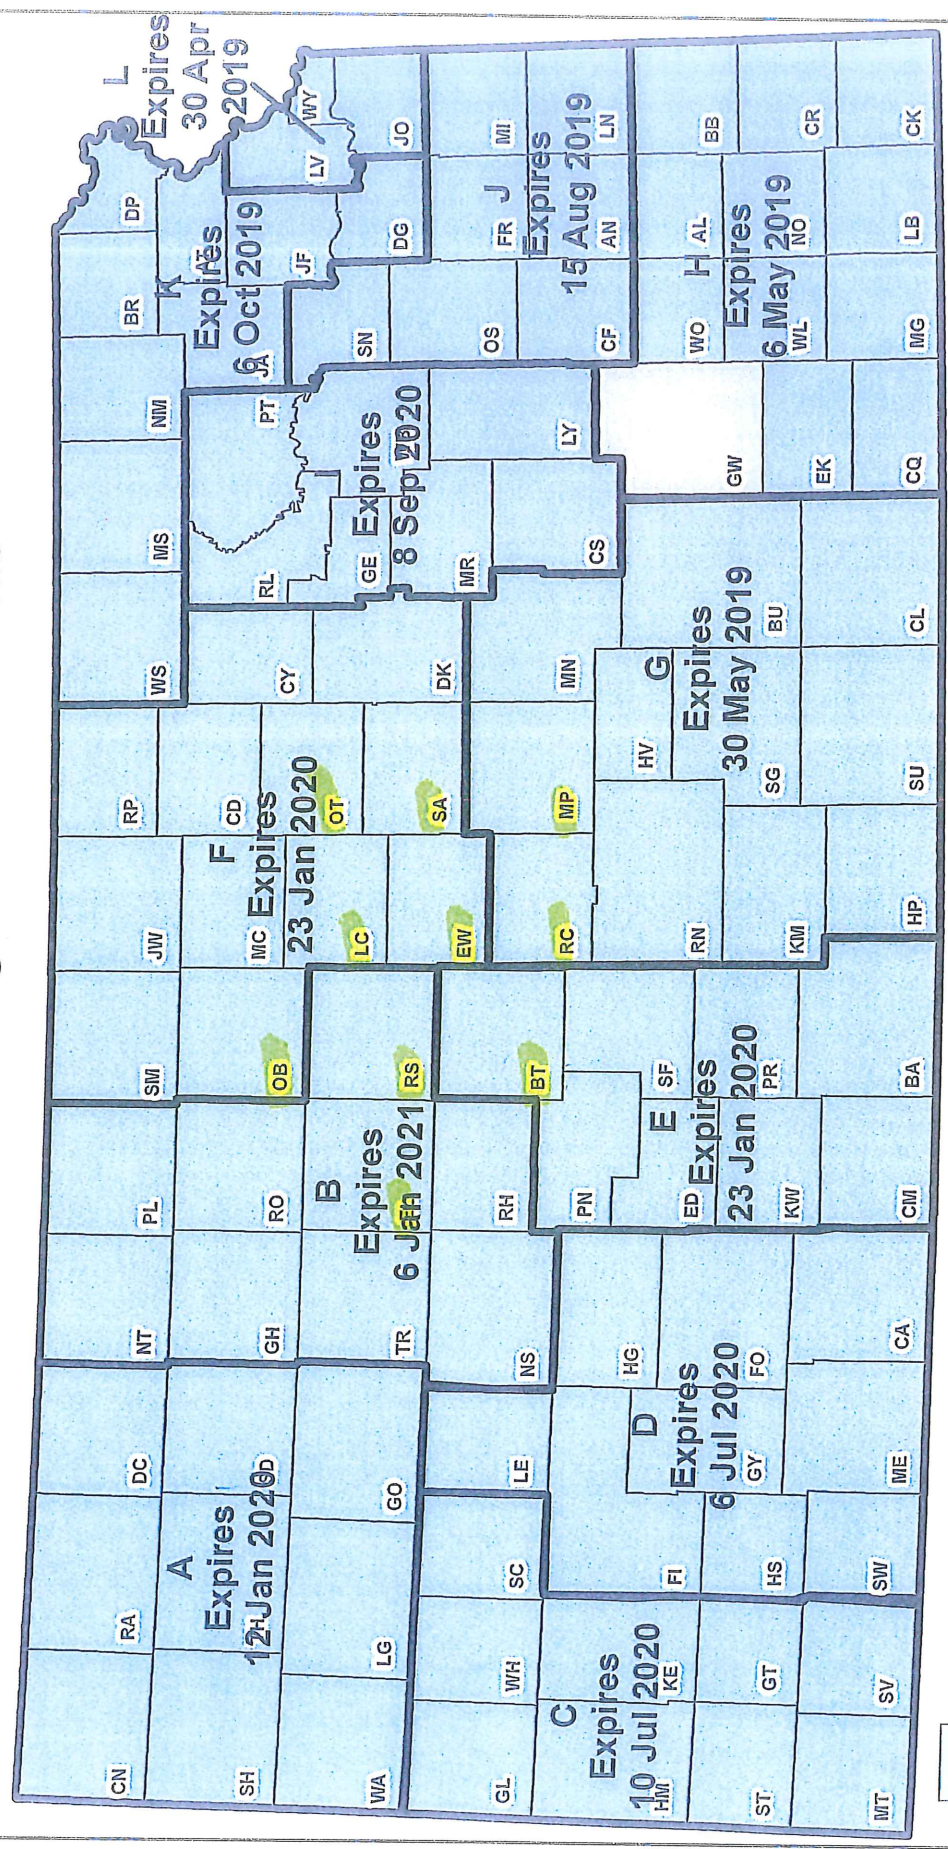 CN
RA
DC
NT
PL
SM
JW
RP
WS
MS
NM
BR
DP
L
Expires
30 Apr
2019
A
Expires
12 Jan 2020
K
Expires
6 Oct 2019
SH
GH
RO
OB
MC
CD
CY
RL
PT
JA
JF
LV
WY
F
Expires
23 Jan 2020
B
Expires
6 Jan 2021
WA
LG
GO
TR
RS
LC
OT
GE
SN
DG
JO
Expires
8 Sep 2020
GL
WH
SC
LE
NS
RH
BT
EW
SA
DK
MR
OS
FR
MI
J
Expires
15 Aug 2019
C
Expires
10 Jul 2020
HM
KE
FI
HG
PN
RC
MP
MN
CS
LY
CF
AN
LN
D
Expires
6 Jul 2020
E
Expires
23 Jan 2020
G
Expires
30 May 2019
H
Expires
6 May 2019
ST
GT
HS
GY
FO
ED
KW
SF
PR
RN
KM
HV
SG
BU
GW
EK
WO
AL
BB
WL
NO
CR
MT
SV
SW
ME
CA
CM
BA
HP
SU
CL
CQ
MG
LB
CK